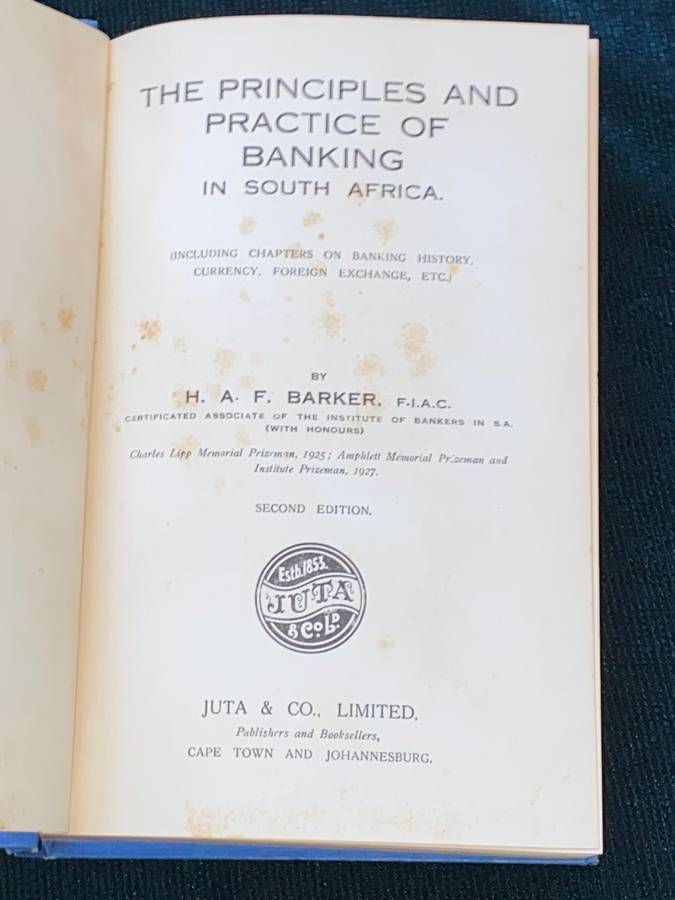 THE PRINCIPLES AND
PRACTICE OF
BANKING
IN SOUTH AFRICA.
(INCLUDING CHAPTERS ON BANKING HISTORY,
CURRENCY, FOREIGN EXCHANGE, ETC.)
BY
H. A. F. BARKER, F.I.A.C.
CERTIFICATED ASSOCIATE OF THE INSTITUTE OF BANKERS IN S.A.
(WITH HONOURS)
Charles Lipp Memorial Prizeman, 1925; Amphlett Memorial Prizeman and
Institute Prizeman, 1927.
SECOND EDITION.
Estb. 1853.
JUTA
& Co. LD.
JUTA & CO., LIMITED,
Publishers and Booksellers,
CAPE TOWN AND JOHANNESBURG.